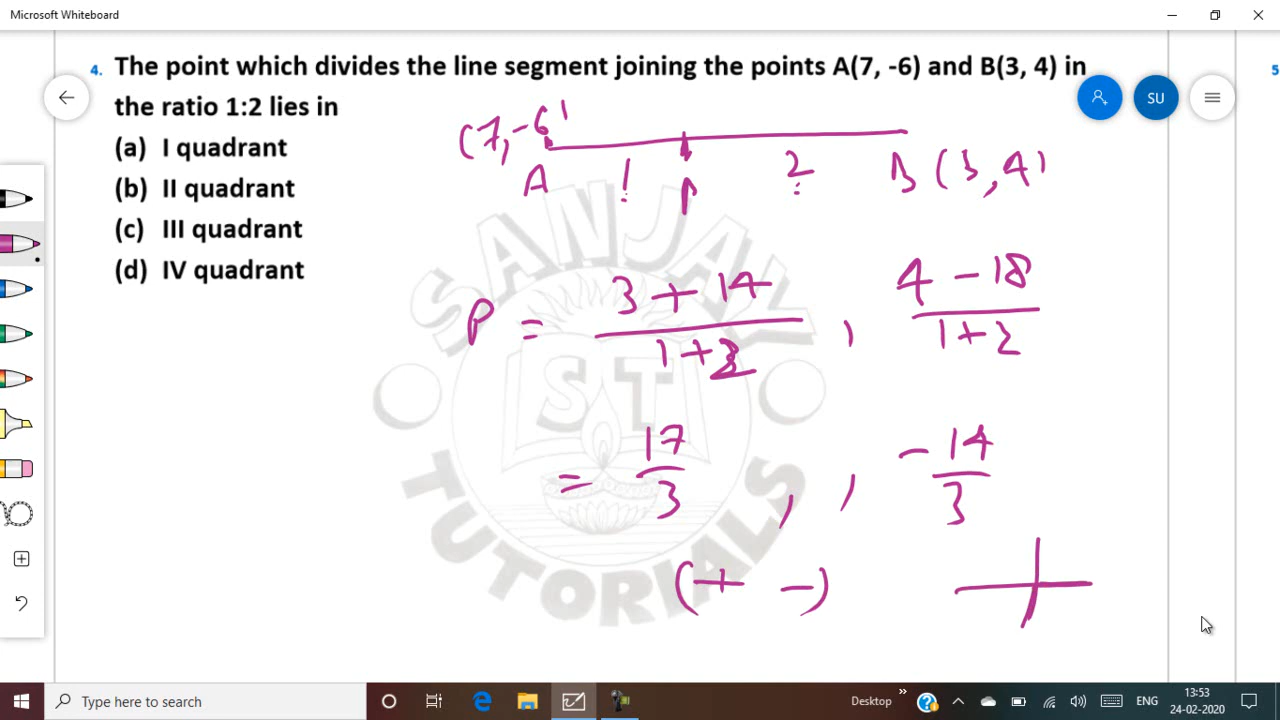 Microsoft Whiteboard
4. The point which divides the line segment joining the points A(7, -6) and B(3, 4) in
the ratio 1:2 lies in
(a) I quadrant
(b) II quadrant
(c) III quadrant
(d) IV quadrant
5
SU
(7, -6)
A 1 P 2 B (3, 4)
P = 3 + 14 / 1 + 2 , 4 - 18 / 1 + 2
= 17 / 3 , , - 14 / 3
(+ -)
SANJAY
ST
TUTORIALS
Type here to search
Desktop
ENG
13:53
24-02-2020